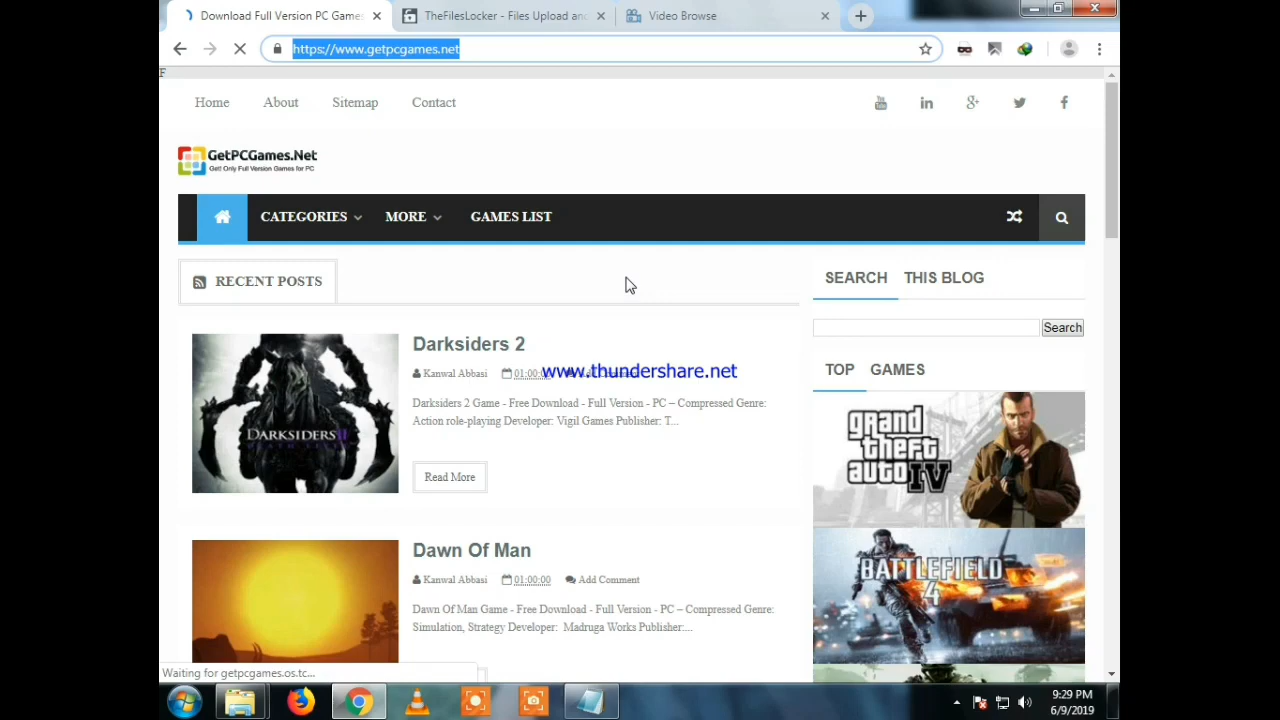 Download Full Version PC Games
TheFilesLocker - Files Upload and
Video Browse
https://www.getpcgames.net
F
Home About Sitemap Contact
GetPCGames.Net
Get! Only Full Version Games for PC
CATEGORIES MORE GAMES LIST
RECENT POSTS
SEARCH THIS BLOG
Search
Darksiders 2
Kanwal Abbasi 01:00:00
www.thundershare.net
Darksiders 2 Game - Free Download - Full Version - PC – Compressed Genre:
Action role-playing Developer: Vigil Games Publisher: T...
DARKSIDERS II
Read More
TOP GAMES
grand
theft
auto IV
Dawn Of Man
Kanwal Abbasi 01:00:00 Add Comment
Dawn Of Man Game - Free Download - Full Version - PC – Compressed Genre:
Simulation, Strategy Developer: Madruga Works Publisher:...
BATTLEFIELD
4
Waiting for getpcgames.os.tc...
9:29 PM
6/9/2019